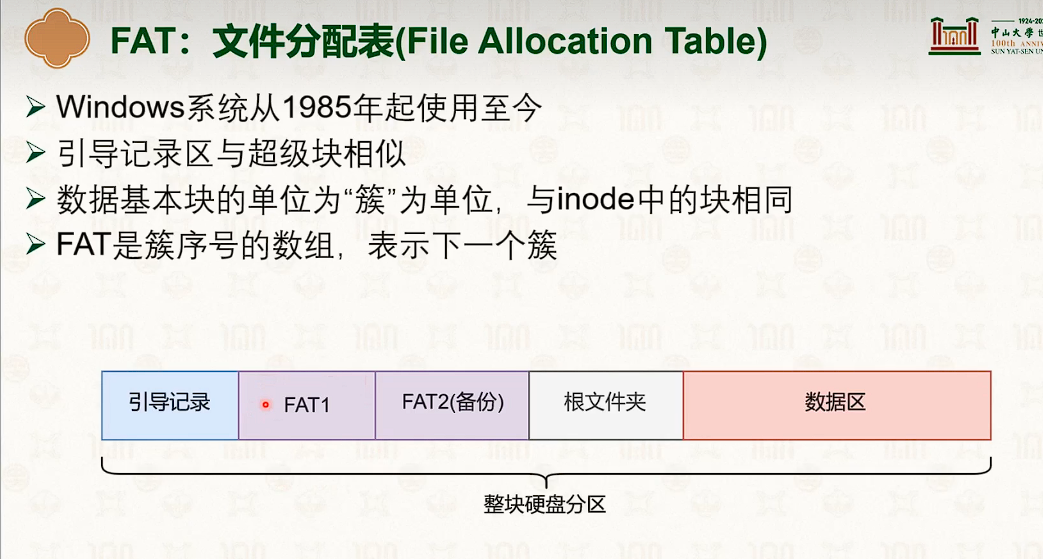 FAT：文件分配表(File Allocation Table)
1924-20
中山大學
100th ANNIV
SUN YAT-SEN UN
Windows系统从1985年起使用至今
引导记录区与超级块相似
数据基本块的单位为“簇”为单位，与inode中的块相同
FAT是簇序号的数组，表示下一个簇
引导记录 FAT1 FAT2(备份) 根文件夹 数据区
整块硬盘分区